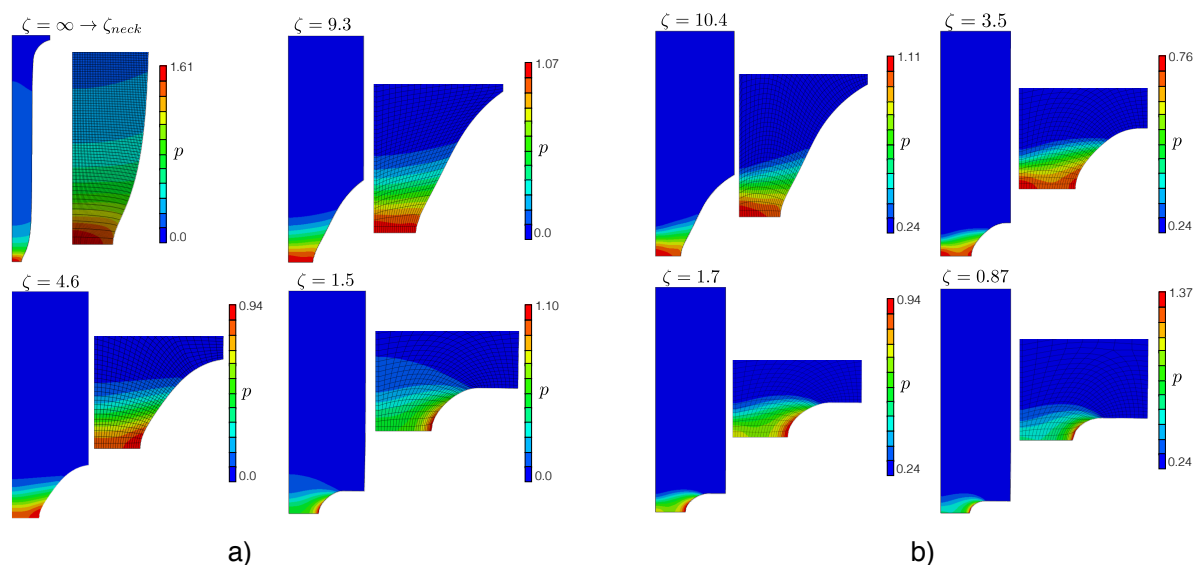 ζ = ∞ → ζneck
1.61
p
0.0
ζ = 9.3
1.07
p
0.0
ζ = 4.6
0.94
p
0.0
ζ = 1.5
1.10
p
0.0
a)
ζ = 10.4
1.11
p
0.24
ζ = 3.5
0.76
p
0.24
ζ = 1.7
0.94
p
0.24
ζ = 0.87
1.37
p
0.24
b)